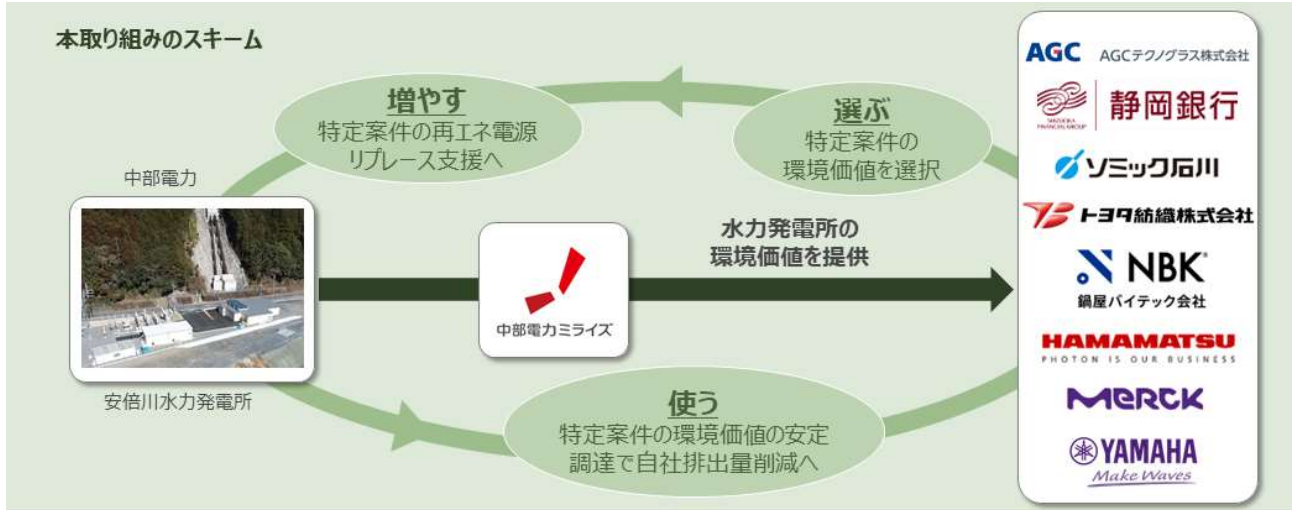 本取り組みのスキーム
増やす
特定案件の再エネ電源
リプレース支援へ
選ぶ
特定案件の
環境価値を選択
中部電力
安倍川水力発電所
中部電力ミライズ
水力発電所の
環境価値を提供
使う
特定案件の環境価値の安定
調達で自社排出量削減へ
AGC AGCテクノグラス株式会社
SHIZUOKA
FINANCIAL GROUP
静岡銀行
ソミック石川
トヨタ紡織株式会社
NBK
鍋屋バイテック会社
HAMAMATSU
PHOTON IS OUR BUSINESS
MERCK
YAMAHA
Make Waves